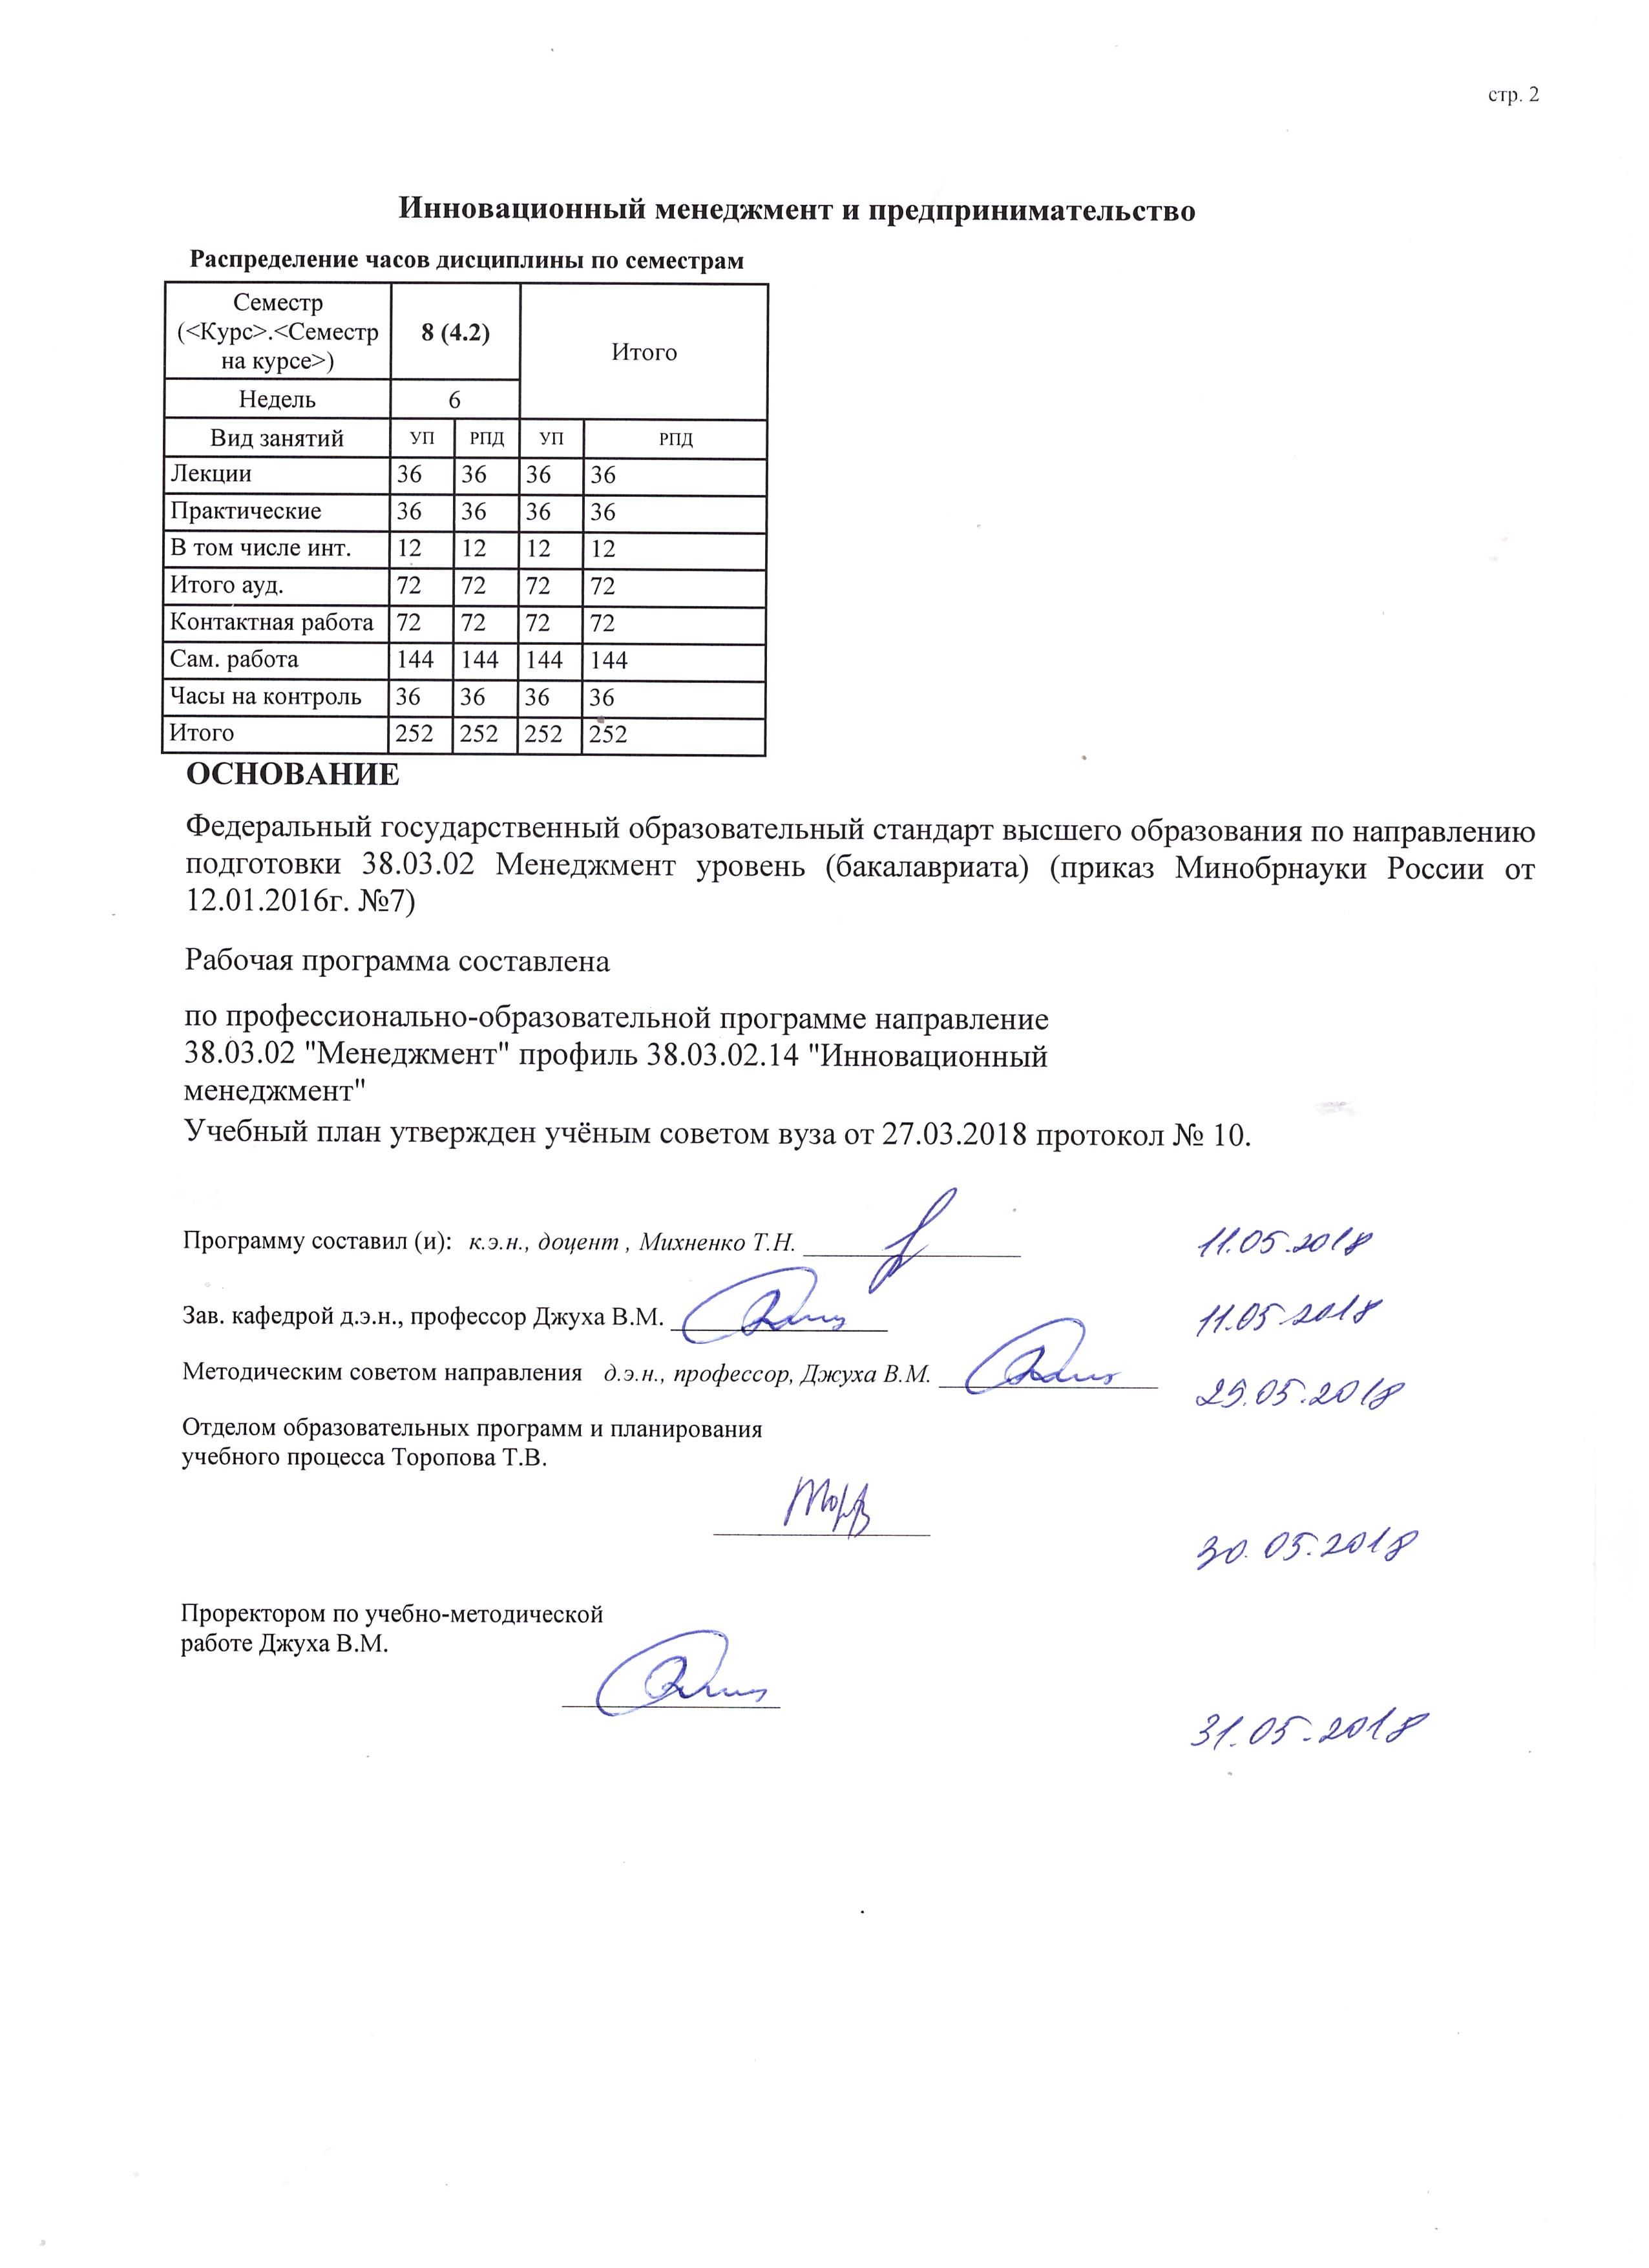 стр. 2
Инновационный менеджмент и предпринимательство
Распределение часов дисциплины по семестрам
Семестр
(<Курс>.<Семестр
на курсе>)
8 (4.2)
Итого
Недель 6
Вид занятий УП РПД УП РПД
Лекции 36 36 36 36
Практические 36 36 36 36
В том числе инт. 12 12 12 12
Итого ауд. 72 72 72 72
Контактная работа 72 72 72 72
Сам. работа 144 144 144 144
Часы на контроль 36 36 36 36
Итого 252 252 252 252
ОСНОВАНИЕ
Федеральный государственный образовательный стандарт высшего образования по направлению
подготовки 38.03.02 Менеджмент уровень (бакалавриата) (приказ Минобрнауки России от
12.01.2016г. №7)
Рабочая программа составлена
по профессионально-образовательной программе направление
38.03.02 "Менеджмент" профиль 38.03.02.14 "Инновационный
менеджмент"
Учебный план утвержден учёным советом вуза от 27.03.2018 протокол № 10.
Программу составил (и): к.э.н., доцент , Михненко Т.Н. 11.05.2018
Зав. кафедрой д.э.н., профессор Джуха В.М. 11.05.2018
Методическим советом направления д.э.н., профессор, Джуха В.М. 29.05.2018
Отделом образовательных программ и планирования
учебного процесса Торопова Т.В.
30.05.2018
Проректором по учебно-методической
работе Джуха В.М.
31.05.2018